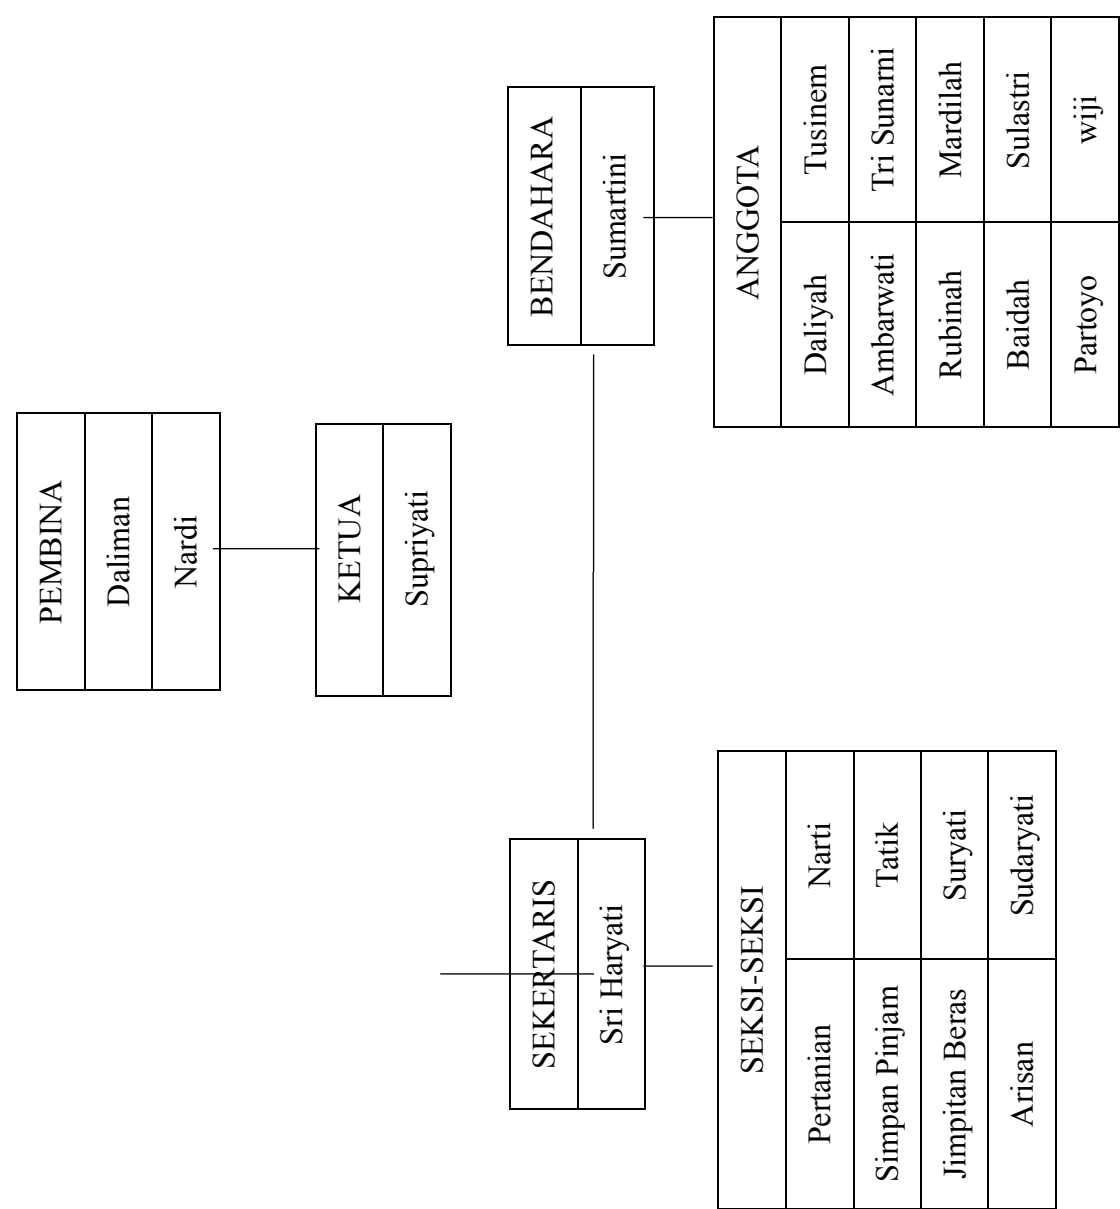 PEMBINA
Daliman
Nardi
KETUA
Supriyati
SEKERTARIS
Sri Haryati
BENDAHARA
Sumartini
SEKSI-SEKSI
Pertanian Narti
Simpan Pinjam Tatik
Jimpitan Beras Suryati
Arisan Sudaryati
ANGGOTA
Daliyah Tusinem
Ambarwati Tri Sunarni
Rubinah Mardilah
Baidah Sulastri
Partoyo wiji